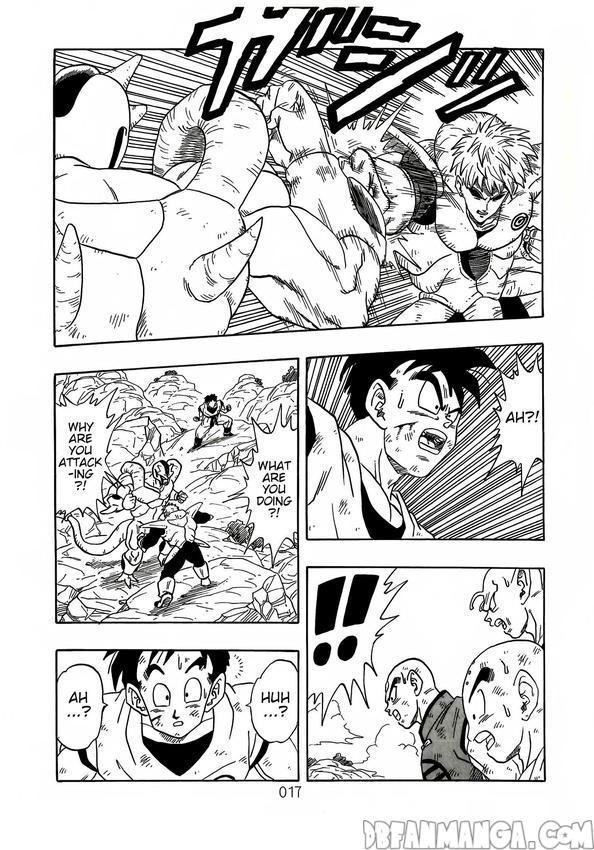 AH?!
WHAT
ARE
YOU
DOING
?!
WHY
ARE
YOU
ATTACK
-ING
?!
!!
HUH
...?
AH
...?
017
DBFANMANGA.COM